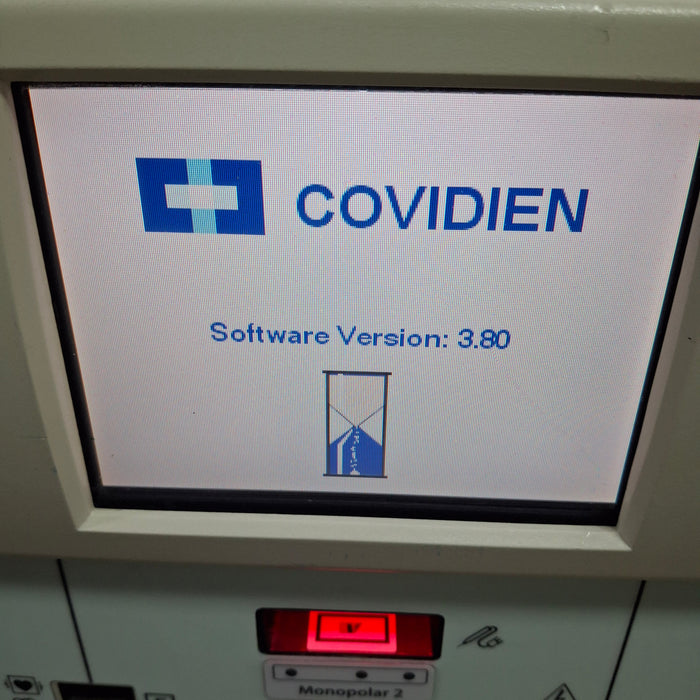 COVIDIEN
Software Version: 3.80
Monopolar 2